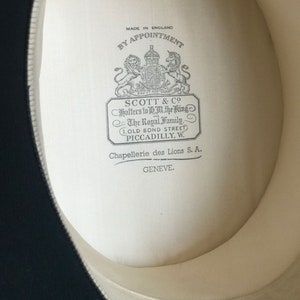 MADE IN ENGLAND
BY APPOINTMENT
SCOTT & Co
Hatters to H.M. the King
The Royal Family
1, OLD BOND STREET
PICCADILLY, W.
Chapellerie des Lions S. A.
GENEVE.